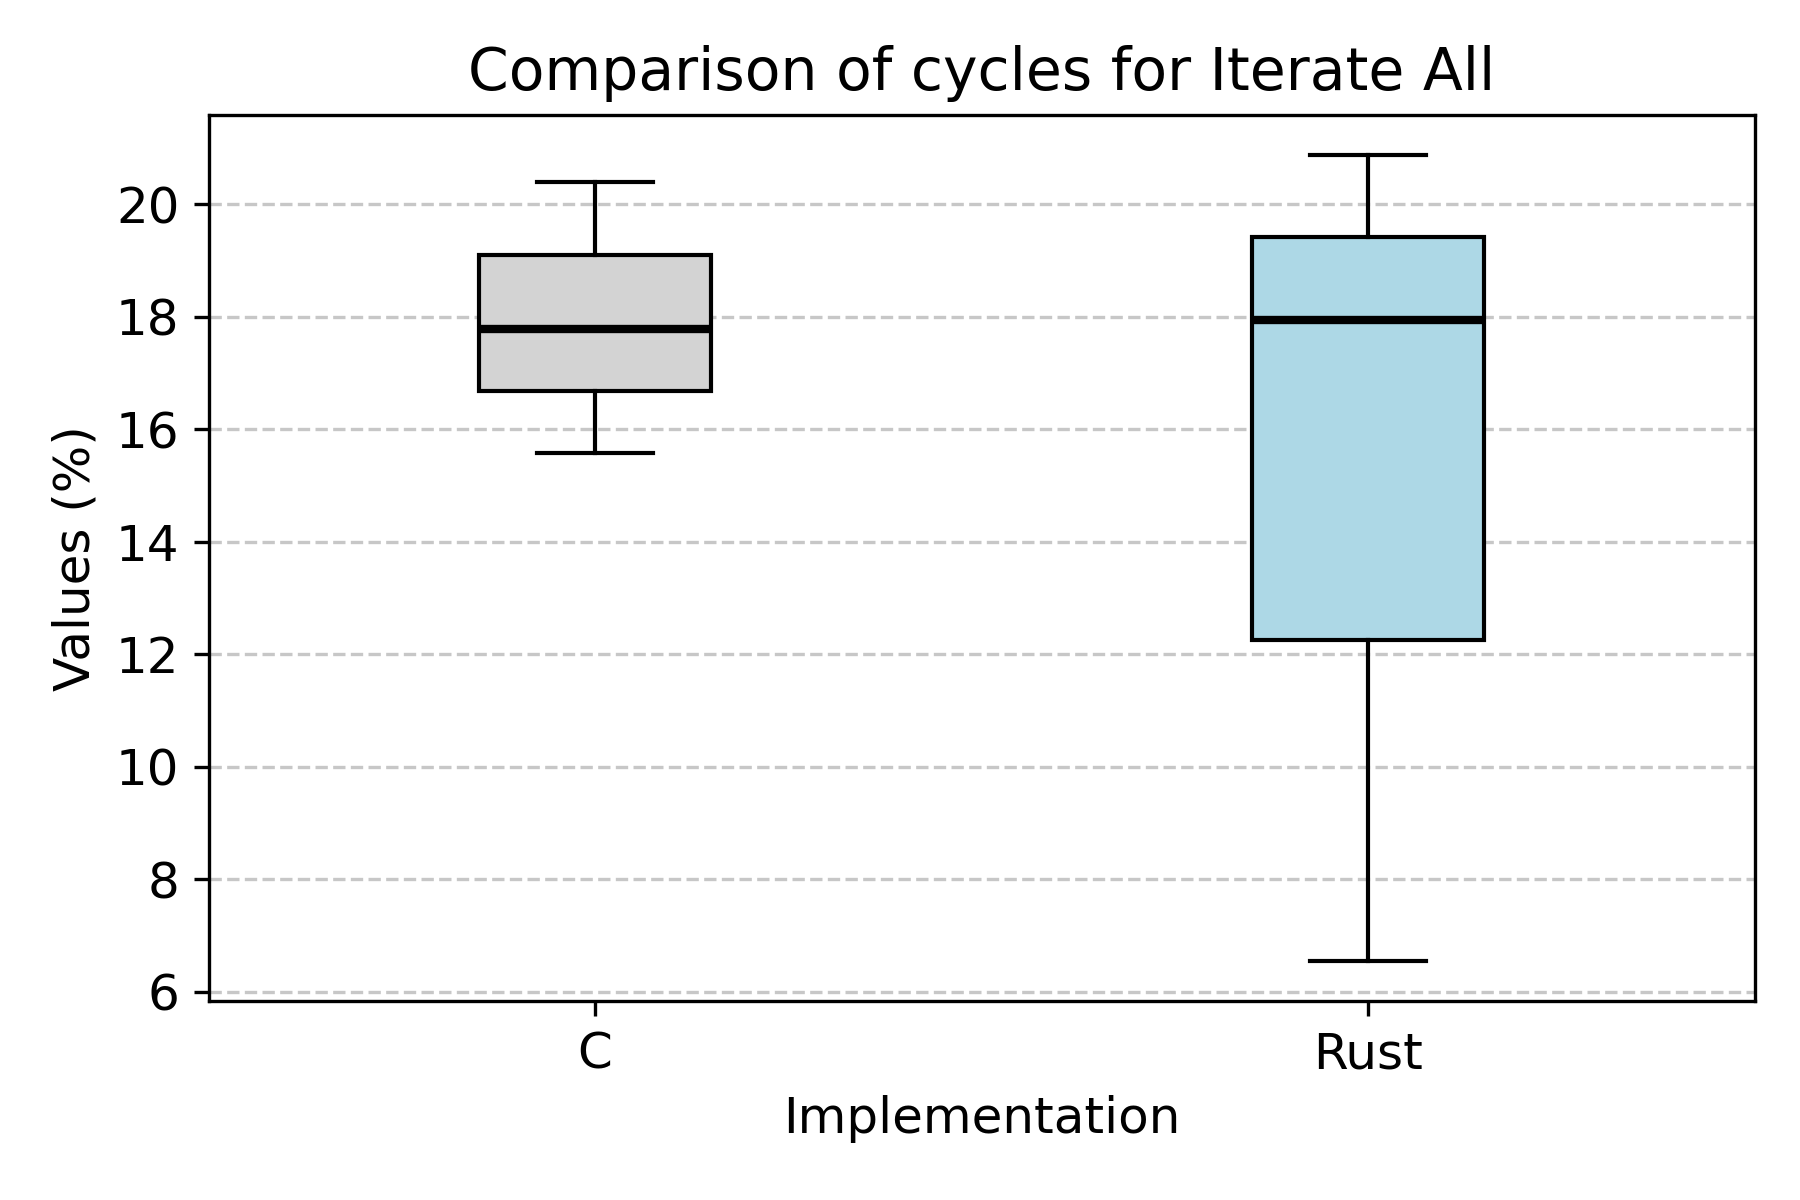 Comparison of cycles for Iterate All
Values (%)
20
18
16
14
12
10
8
6
C
Rust
Implementation